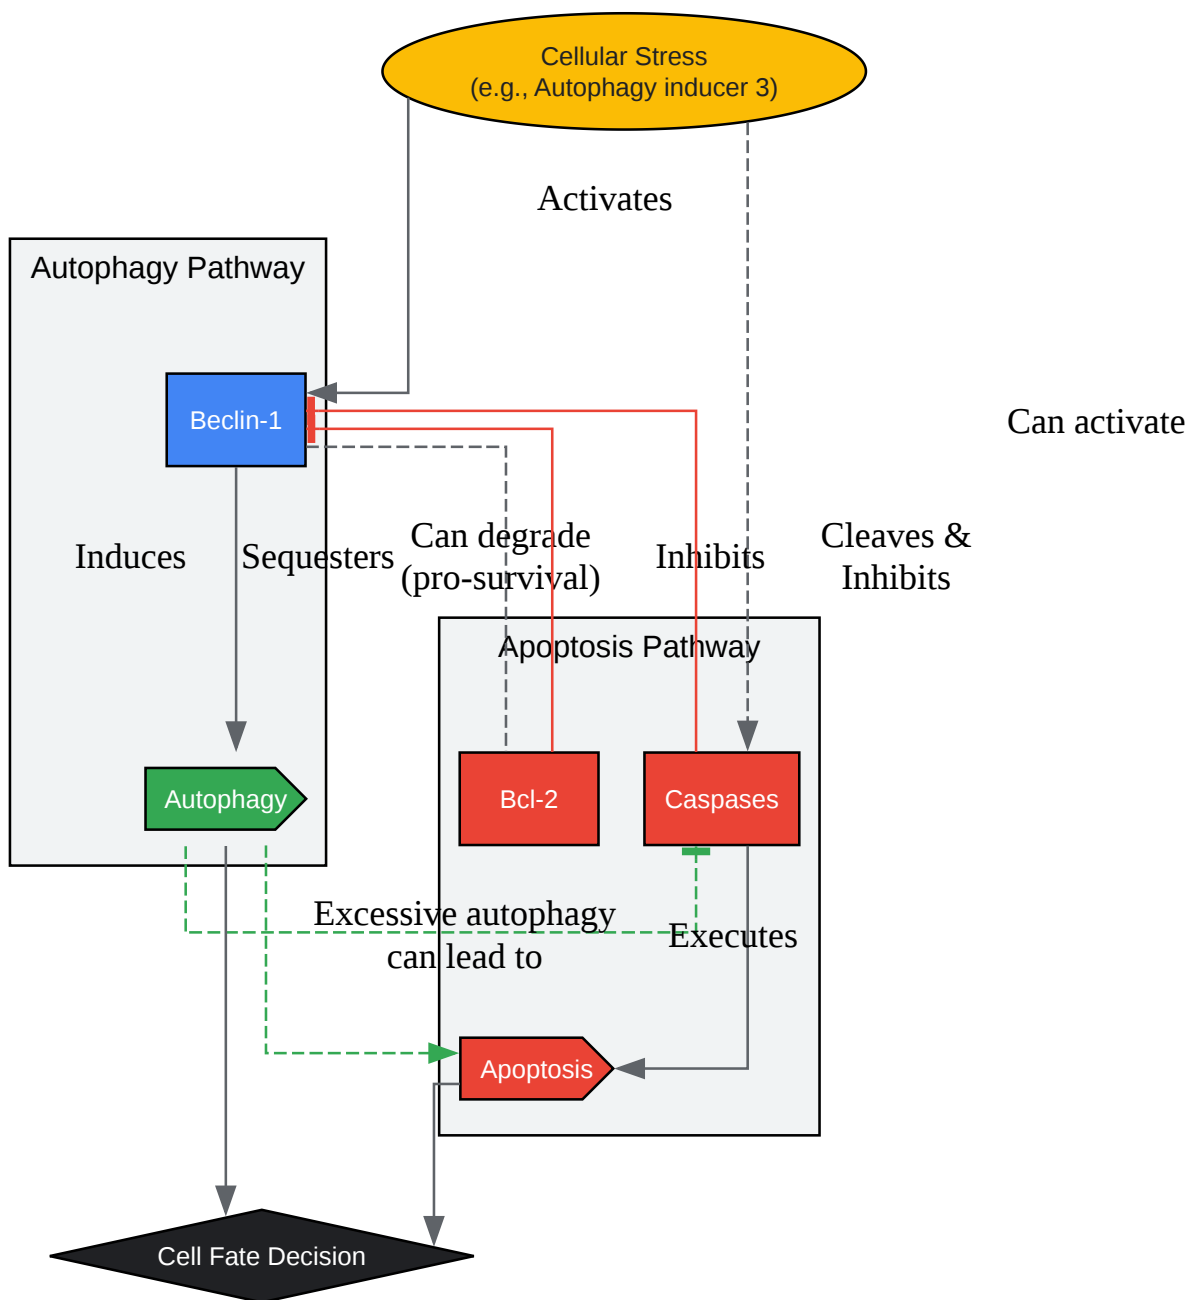 Cellular Stress
(e.g., Autophagy inducer 3)
Activates
Autophagy Pathway
Beclin-1
Can activate
Induces
Sequesters
Can degrade
(pro-survival)
Inhibits
Cleaves &
Inhibits
Apoptosis Pathway
Autophagy
Bcl-2
Caspases
Excessive autophagy
can lead to
Executes
Apoptosis
Cell Fate Decision